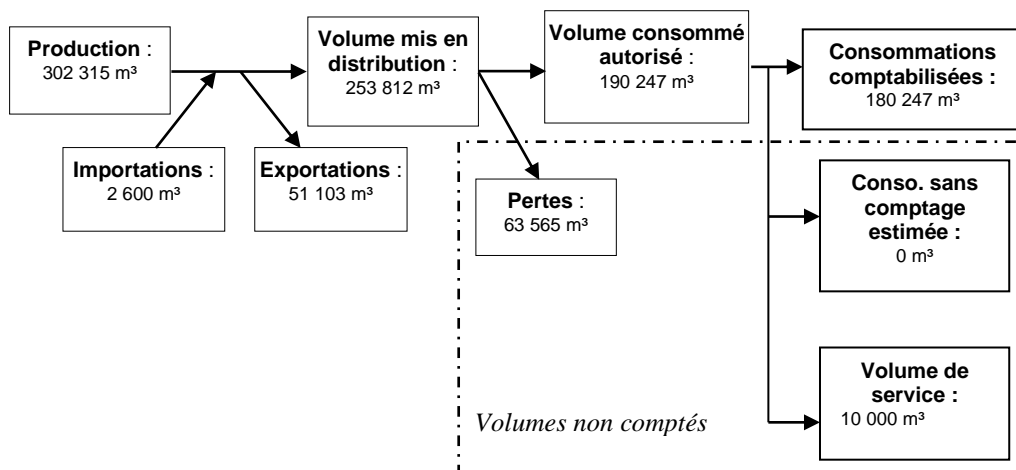 Production :
302 315 m³
Volume mis en
distribution :
253 812 m³
Volume consommé
autorisé :
190 247 m³
Consommations
comptabilisées :
180 247 m³
Importations :
2 600 m³
Exportations :
51 103 m³
Pertes :
63 565 m³
Conso. sans
comptage
estimée :
0 m³
Volume de
service :
10 000 m³
Volumes non comptés